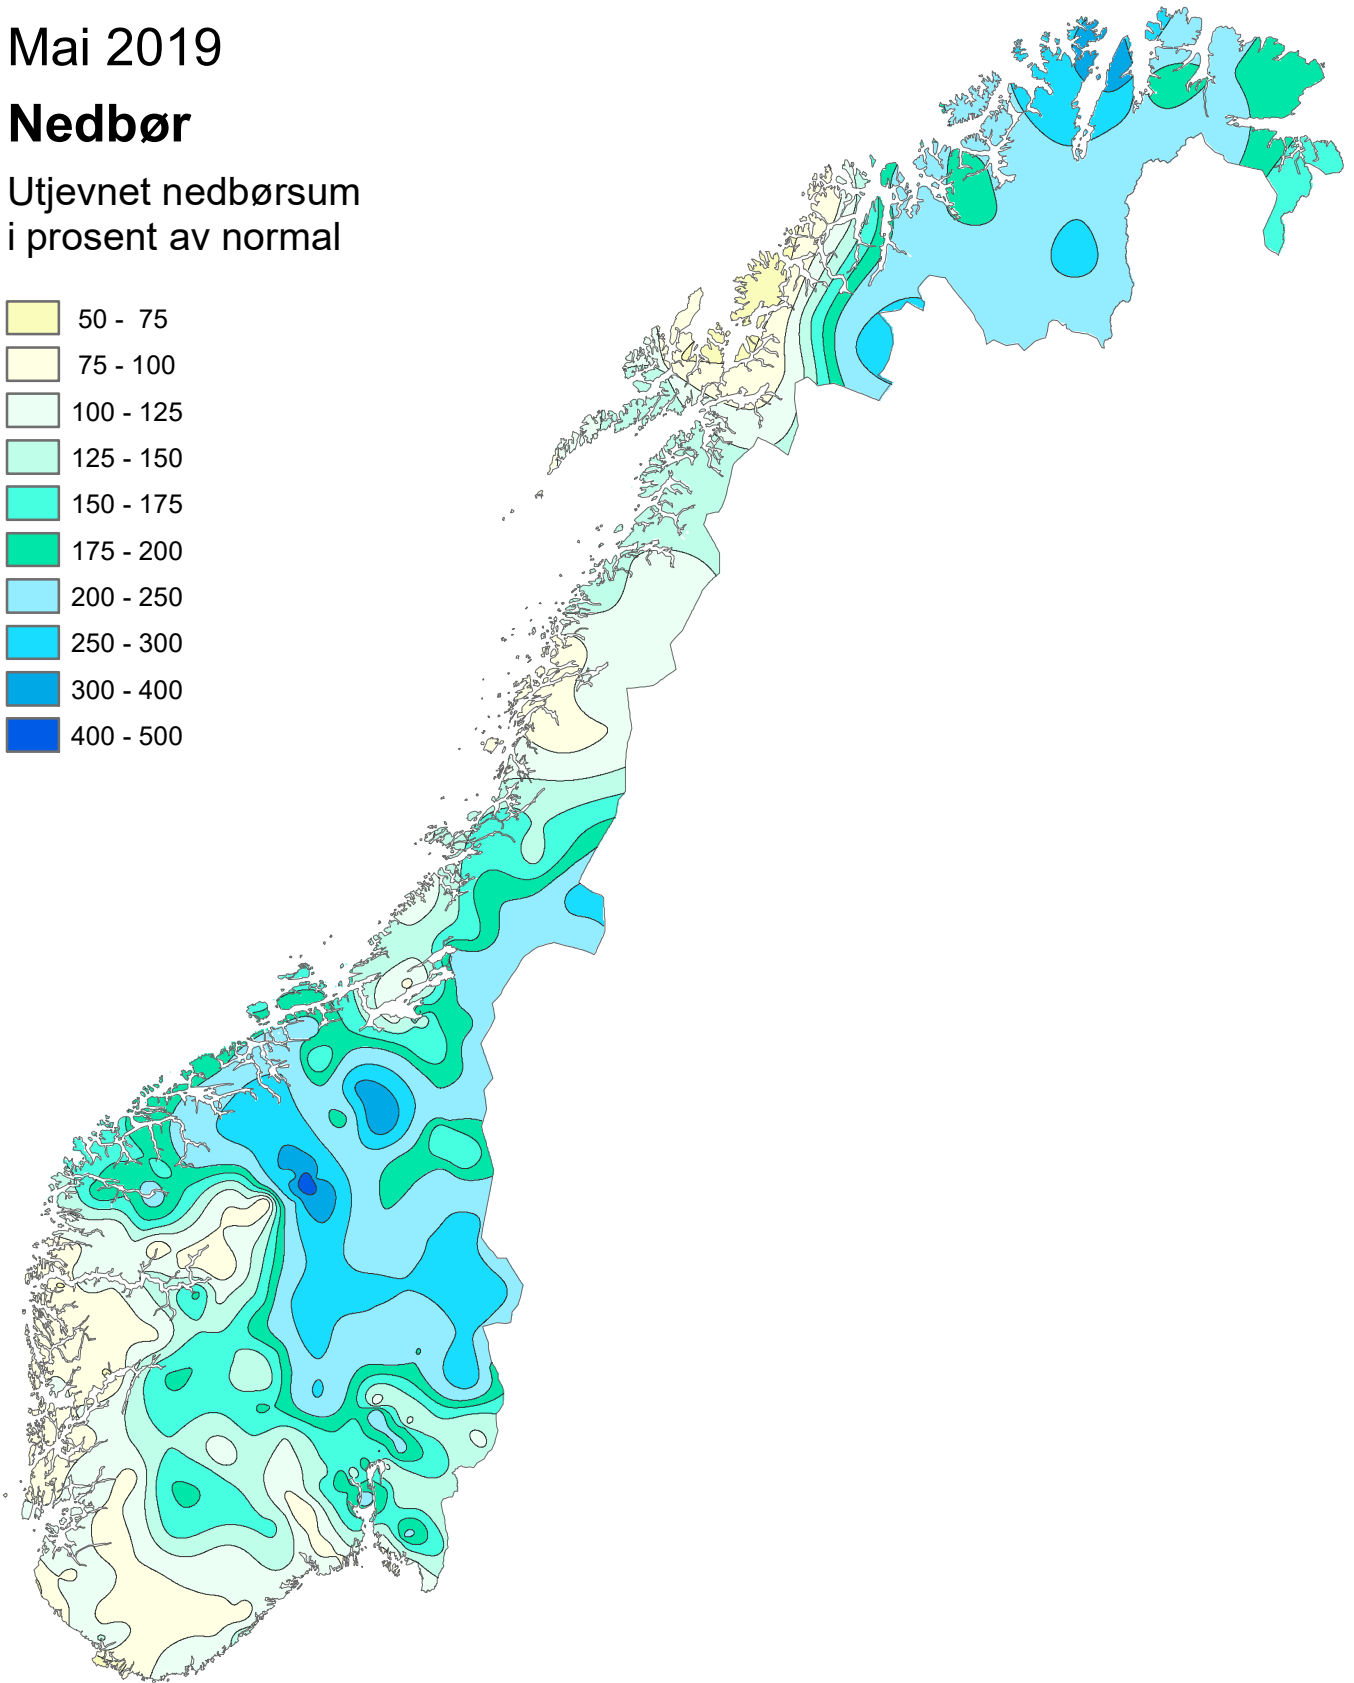 Mai 2019
Nedbør
Utjevnet nedbørsum
i prosent av normal
50 - 75
75 - 100
100 - 125
125 - 150
150 - 175
175 - 200
200 - 250
250 - 300
300 - 400
400 - 500